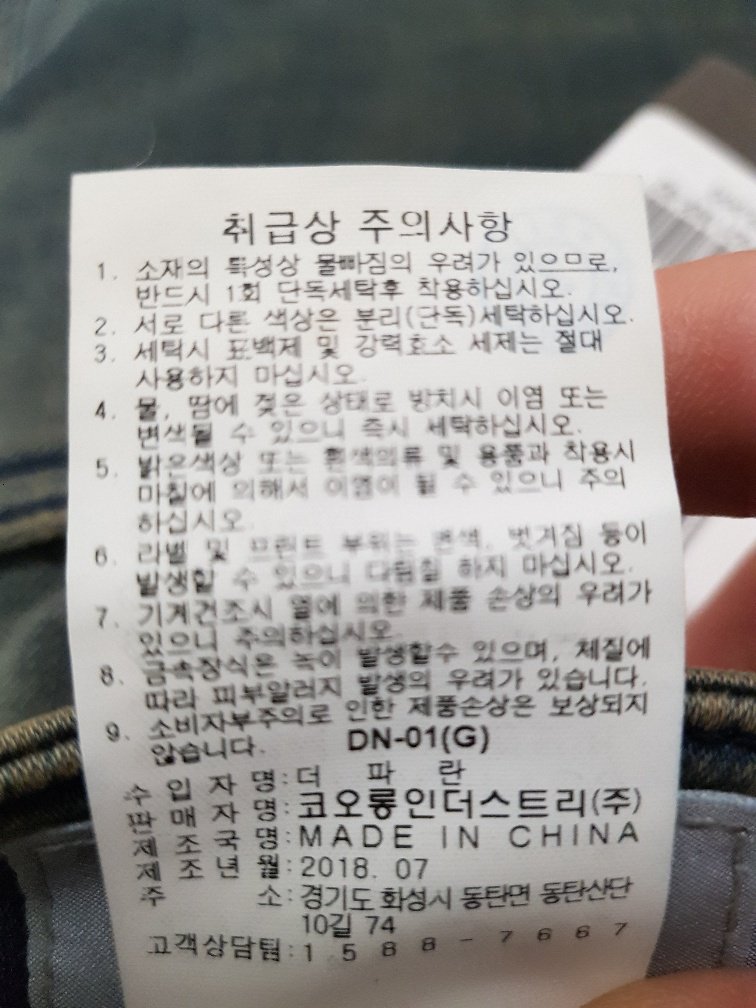 취급상 주의사항
1. 소재의 특성상 물빠짐의 우려가 있으므로,
반드시 1회 단독세탁후 착용하십시오.
2. 서로 다른 색상은 분리(단독)세탁하십시오.
3. 세탁시 표백제 및 강력효소 세제는 절대
사용하지 마십시오.
4. 물, 땀에 젖은 상태로 방치시 이염 또는
변색될 수 있으니 즉시 세탁하십시오.
5. 밝은색상 또는 흰색의류 및 용품과 착용시
마찰에 의해서 이염이 될 수 있으니 주의
하십시오.
6. 라벨 및 프린트 부위는 변색, 벗겨짐 등이
발생할 수 있으니 다림질 하지 마십시오.
7. 기계건조시 열에 의한 제품 손상의 우려가
있으니 주의하십시오.
8. 금속장식은 녹이 발생할수 있으며, 체질에
따라 피부알러지 발생의 우려가 있습니다.
9. 소비자부주의로 인한 제품손상은 보상되지
않습니다. DN-01(G)
수 입 자 명:더 파 란
판 매 자 명:코오롱인더스트리(주)
제 조 국 명:MADE IN CHINA
제 조 년 월:2018. 07
주 소:경기도 화성시 동탄면 동탄산단
10길 74
고객상담팀:1 5 8 8 - 7 6 6 7